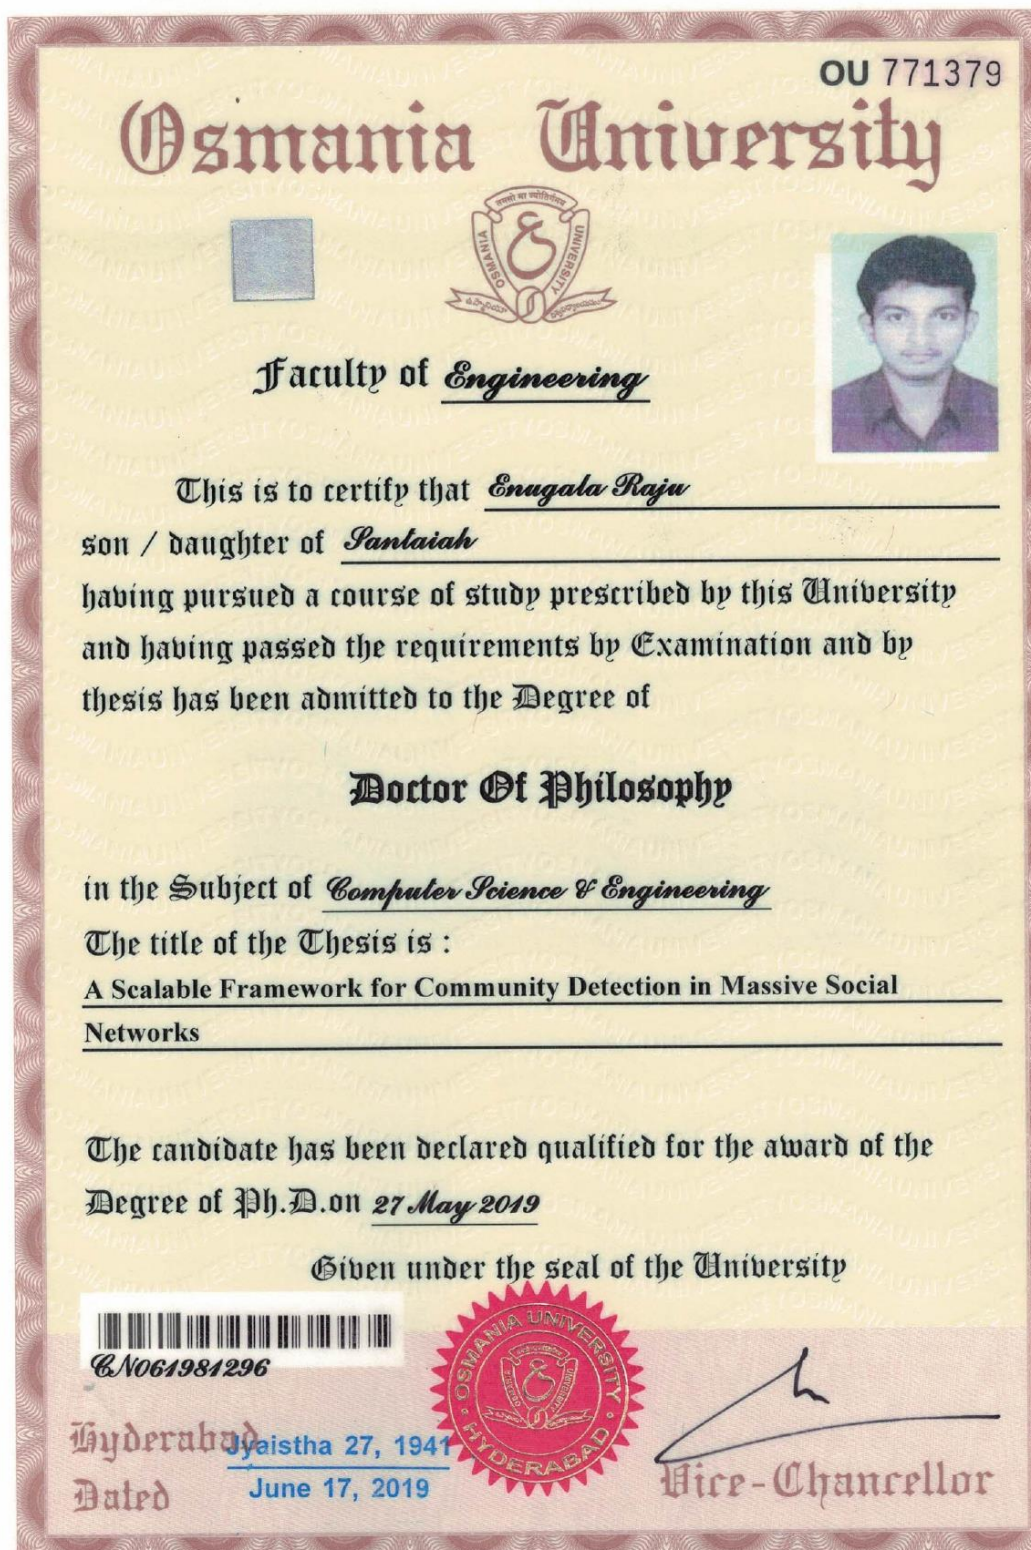 OU 771379
Osmania University
तमसो मा ज्योतिर्गमय
OSMANIA UNIVERSITY
Faculty of Engineering
This is to certify that Enugala Raju
son / daughter of Santaiah
having pursued a course of study prescribed by this University
and having passed the requirements by Examination and by
thesis has been admitted to the Degree of
Doctor Of Philosophy
in the Subject of Computer Science & Engineering
The title of the Thesis is :
A Scalable Framework for Community Detection in Massive Social
Networks
The candidate has been declared qualified for the award of the
Degree of Ph.D.on 27 May 2019
Given under the seal of the University
CN061981296
OSMANIA UNIVERSITY
HYDERABAD
Hyderabad Jyaistha 27, 1941
Dated June 17, 2019
Vice-Chancellor